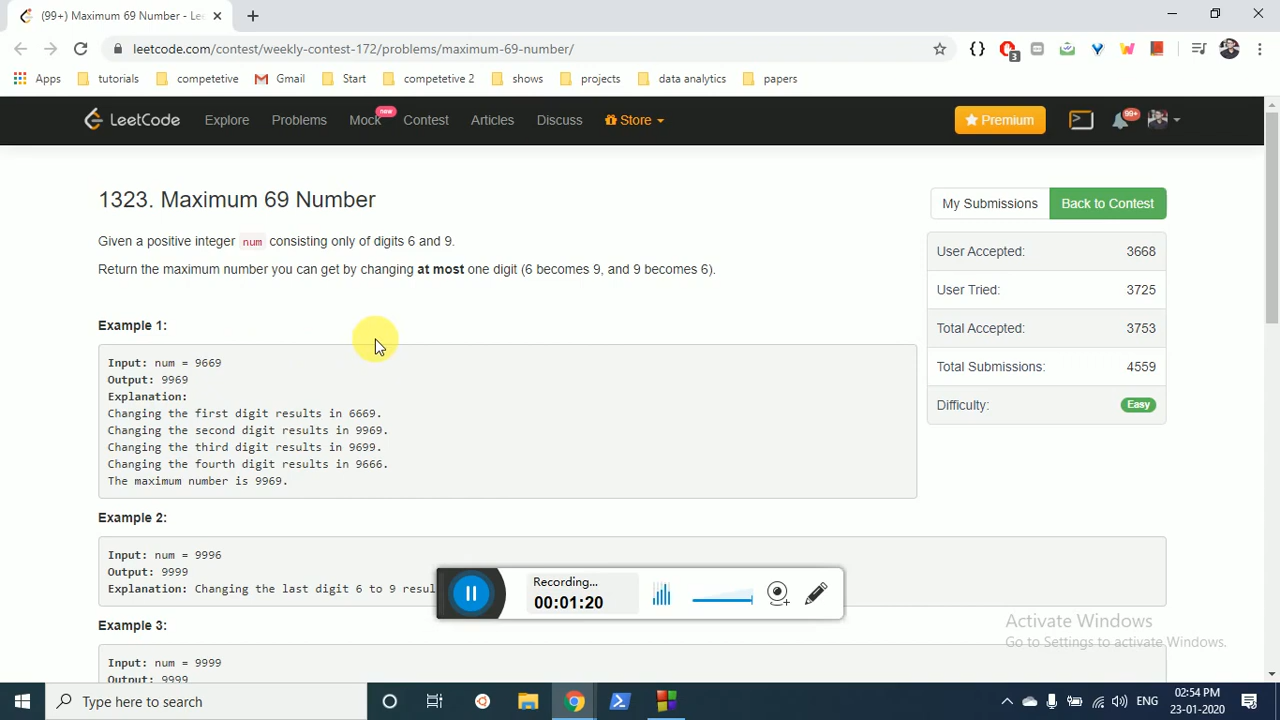 (99+) Maximum 69 Number - Le
leetcode.com/contest/weekly-contest-172/problems/maximum-69-number/
3
Apps tutorials competetive Gmail Start competetive 2 shows projects data analytics papers
LeetCode Explore Problems Mock new Contest Articles Discuss Store Premium 99+
1323. Maximum 69 Number
My Submissions Back to Contest
Given a positive integer num consisting only of digits 6 and 9.
Return the maximum number you can get by changing at most one digit (6 becomes 9, and 9 becomes 6).
User Accepted: 3668
User Tried: 3725
Total Accepted: 3753
Total Submissions: 4559
Difficulty: Easy
Example 1:
Input: num = 9669
Output: 9969
Explanation:
Changing the first digit results in 6669.
Changing the second digit results in 9969.
Changing the third digit results in 9699.
Changing the fourth digit results in 9666.
The maximum number is 9969.
Example 2:
Input: num = 9996
Output: 9999
Explanation: Changing the last digit 6 to 9 resul
Recording...
00:01:20
Example 3:
Input: num = 9999
Output: 9999
Activate Windows
Go to Settings to activate Windows.
Type here to search
ENG
02:54 PM
23-01-2020